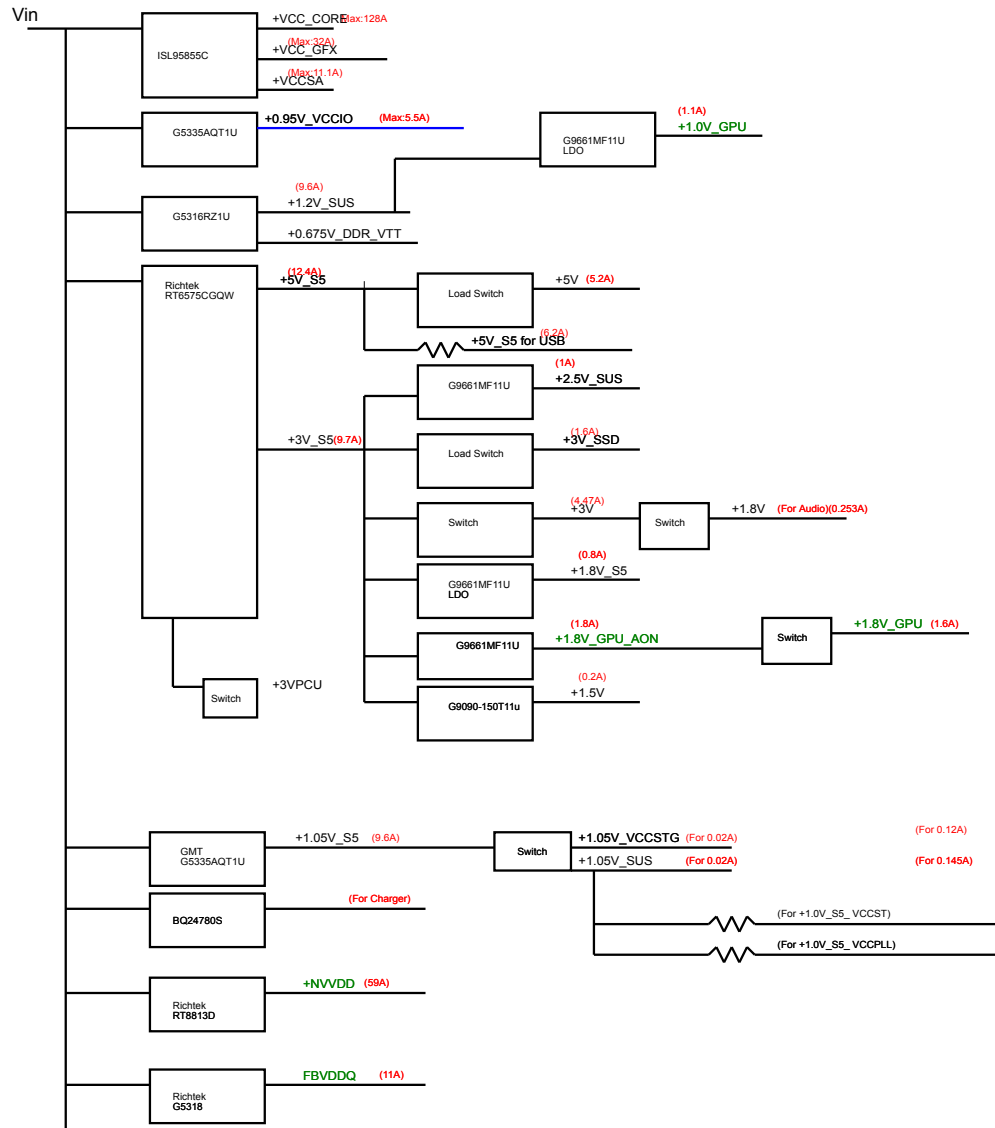 Vin
+VCC_CORE Max:128A
ISL95855C
(Max:32A)
+VCC_GFX
(Max:11.1A)
+VCCSA
G5335AQT1U
+0.95V_VCCIO (Max:5.5A)
G9661MF11U
LDO
(1.1A)
+1.0V_GPU
G5316RZ1U
(9.6A)
+1.2V_SUS
+0.675V_DDR_VTT
Richtek
RT6575CGQW
(12.4A)
+5V_S5
Load Switch
+5V (5.2A)
(6.2A)
+5V_S5 for USB
G9661MF11U
(1A)
+2.5V_SUS
+3V_S5(9.7A)
Load Switch
(1.6A)
+3V_SSD
Switch
(4.47A)
+3V
Switch
+1.8V (For Audio)(0.253A)
G9661MF11U
LDO
(0.8A)
+1.8V_S5
G9661MF11U
(1.8A)
+1.8V_GPU_AON
Switch
+1.8V_GPU (1.6A)
Switch
+3VPCU
G9090-150T11u
(0.2A)
+1.5V
GMT
G5335AQT1U
+1.05V_S5 (9.6A)
Switch
+1.05V_VCCSTG (For 0.02A)
(For 0.12A)
+1.05V_SUS (For 0.02A)
(For 0.145A)
BQ24780S
(For Charger)
(For +1.0V_S5_ VCCST)
(For +1.0V_S5_ VCCPLL)
Richtek
RT8813D
+NVVDD (59A)
Richtek
G5318
FBVDDQ (11A)